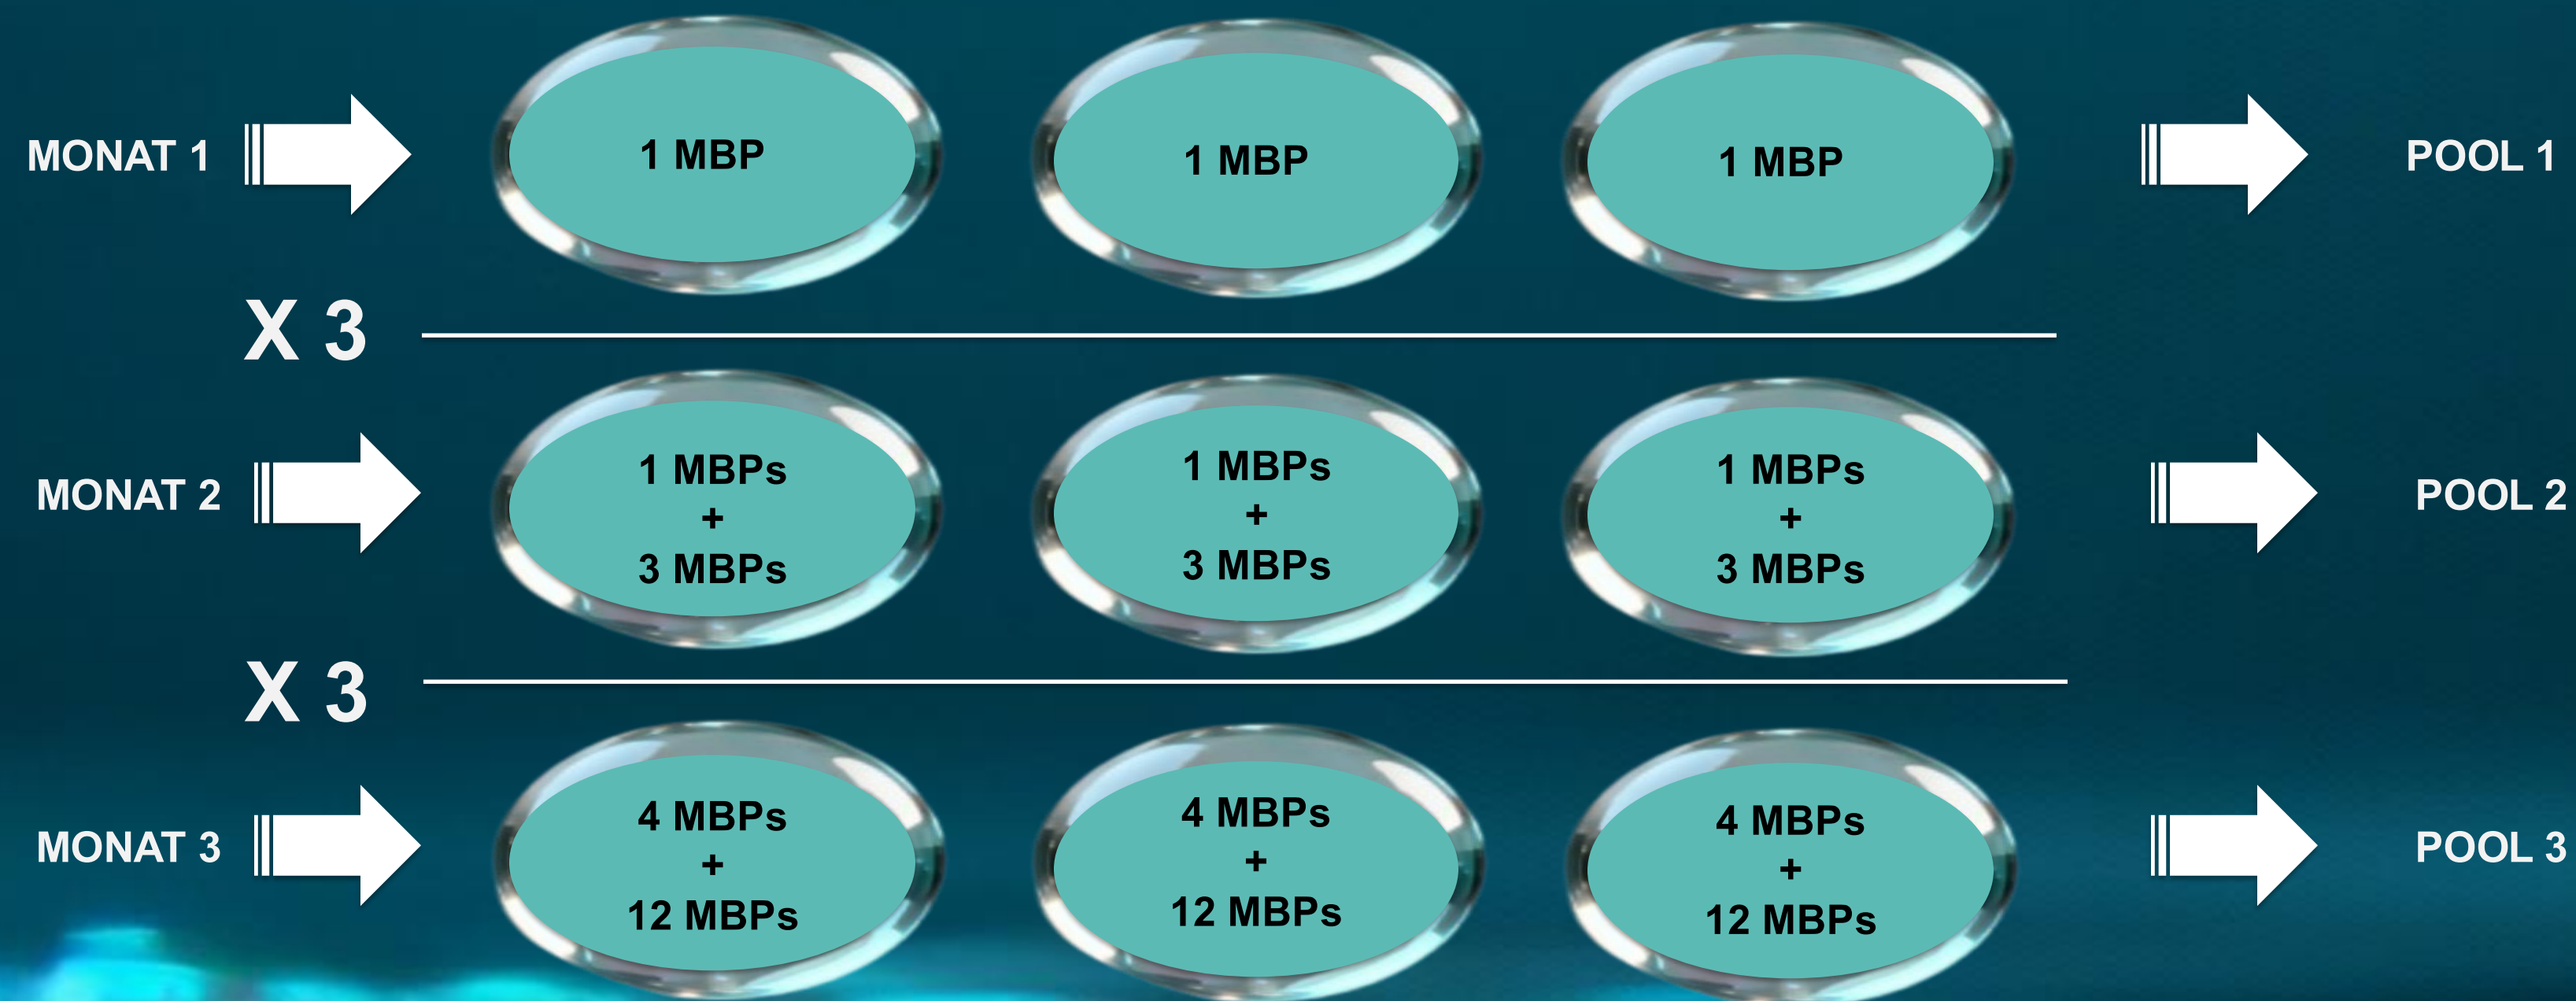 MONAT 1
1 MBP
1 MBP
1 MBP
POOL 1
X 3
MONAT 2
1 MBPs
+
3 MBPs
1 MBPs
+
3 MBPs
1 MBPs
+
3 MBPs
POOL 2
X 3
MONAT 3
4 MBPs
+
12 MBPs
4 MBPs
+
12 MBPs
4 MBPs
+
12 MBPs
POOL 3